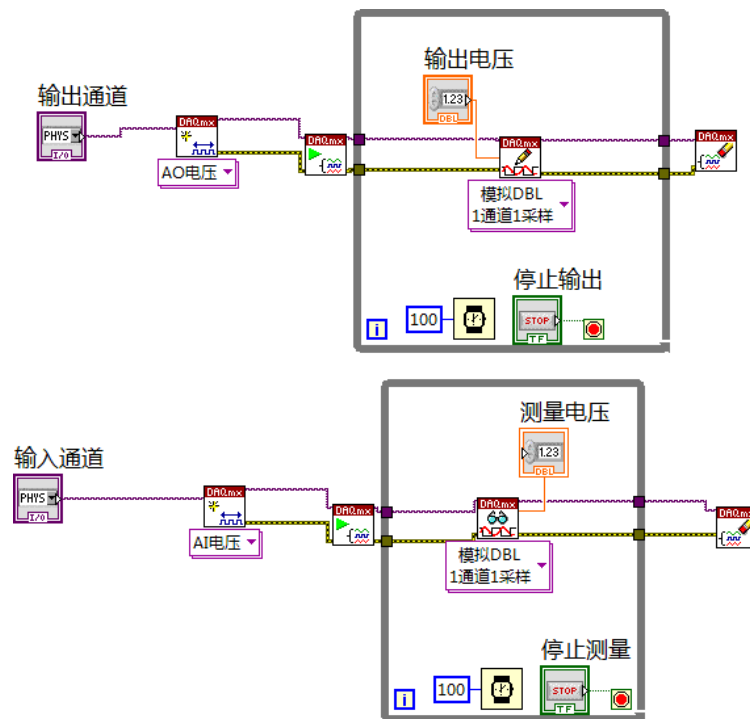 输出电压
输出通道
1.23
DBL
PHYS
I/O
DAQmx
AO电压
DAQmx
DAQmx
模拟DBL
1通道1采样
DAQmx
停止输出
i
100
STOP
TF
测量电压
1.23
DBL
输入通道
PHYS
I/O
DAQmx
AI电压
DAQmx
DAQmx
模拟DBL
1通道1采样
DAQmx
停止测量
i
100
STOP
TF